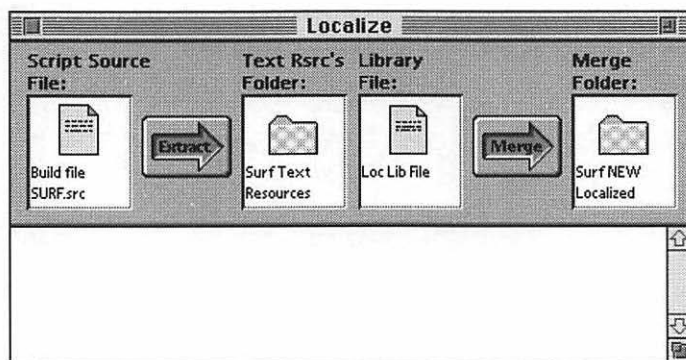 Localize
Script Source
File:
Build file
SURF.src
Extract
Text Rsrc's
Folder:
Surf Text
Resources
Library
File:
Loc Lib File
Merge
Merge
Folder:
Surf NEW
Localized